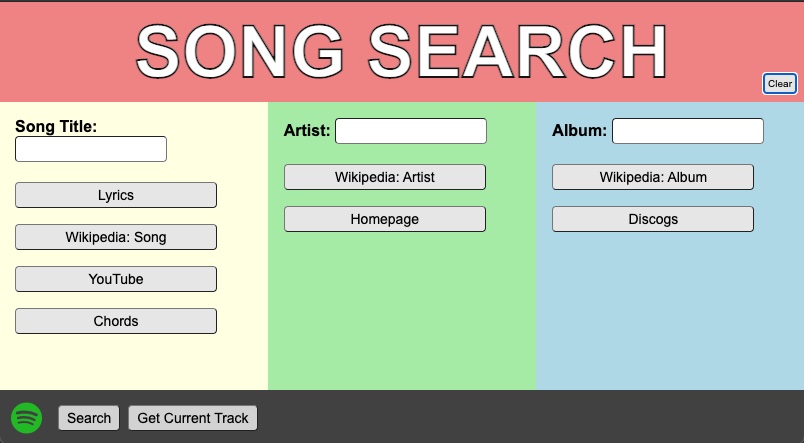 SONG SEARCH
Clear
Song Title:
Lyrics
Wikipedia: Song
YouTube
Chords
Artist:
Wikipedia: Artist
Homepage
Album:
Wikipedia: Album
Discogs
Search
Get Current Track